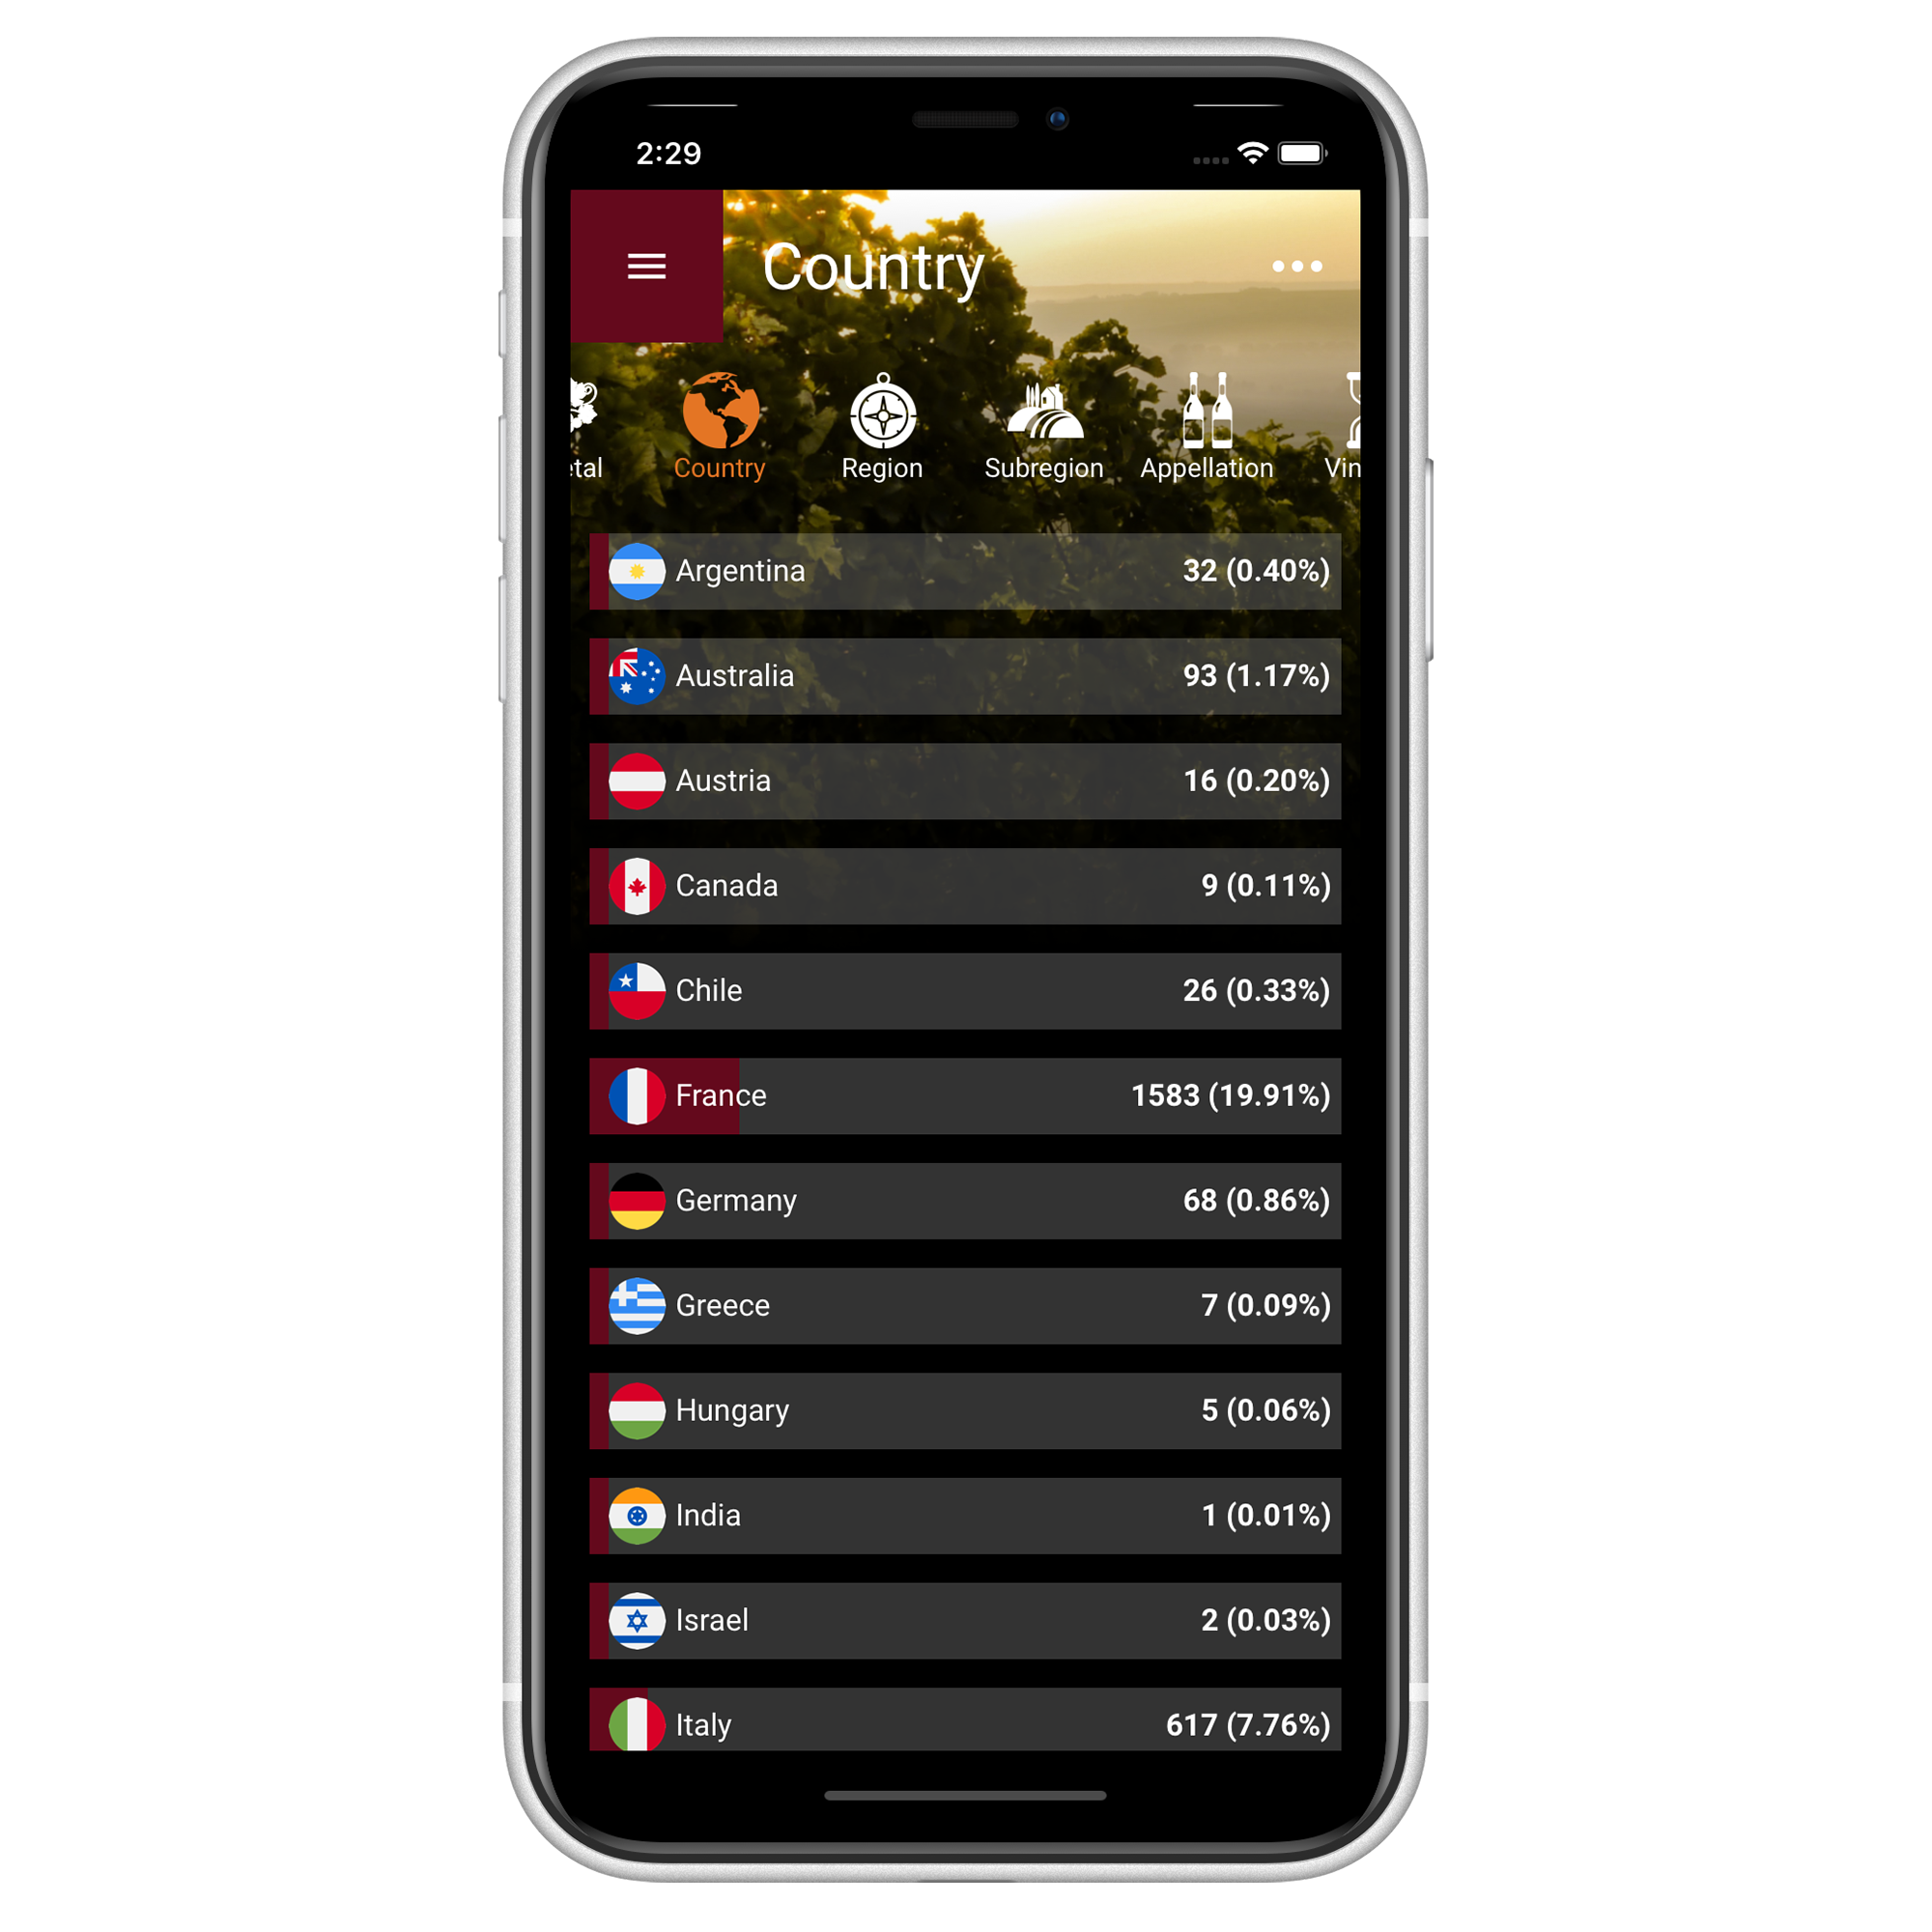 2:29
Country
etal
Country
Region
Subregion
Appellation
Vin
Argentina 32 (0.40%)
Australia 93 (1.17%)
Austria 16 (0.20%)
Canada 9 (0.11%)
Chile 26 (0.33%)
France 1583 (19.91%)
Germany 68 (0.86%)
Greece 7 (0.09%)
Hungary 5 (0.06%)
India 1 (0.01%)
Israel 2 (0.03%)
Italy 617 (7.76%)